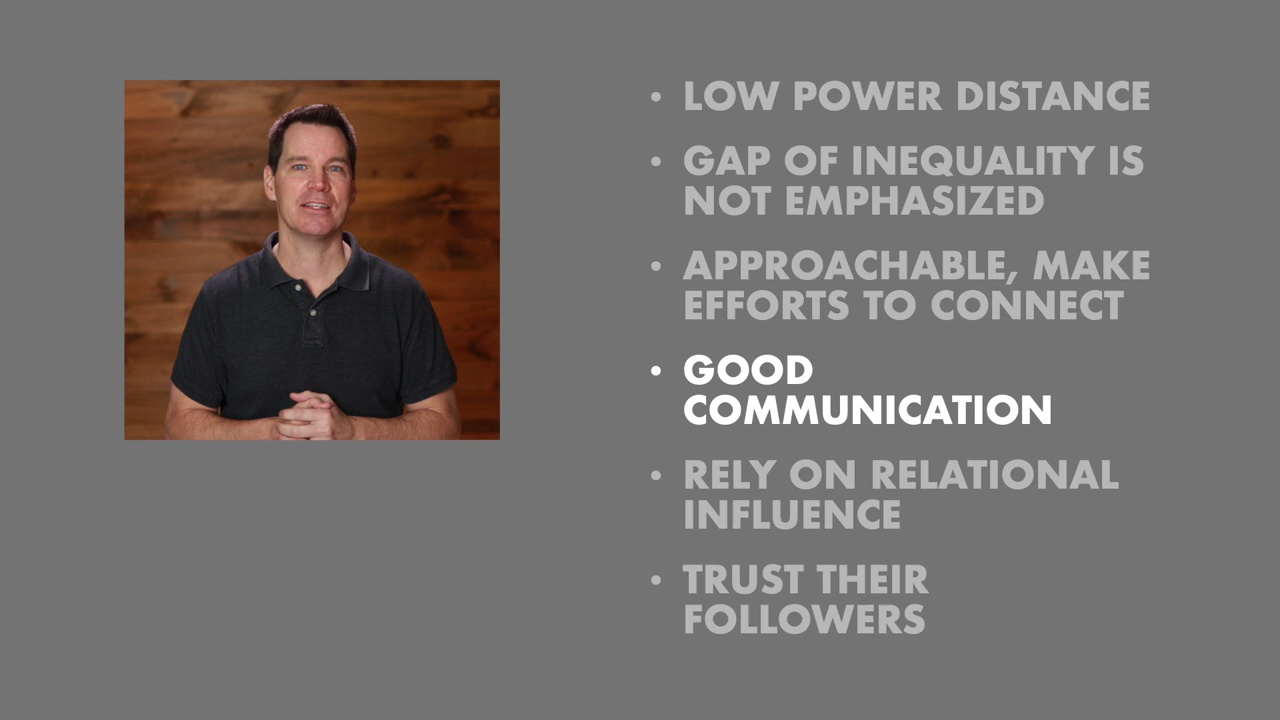 • LOW POWER DISTANCE
• GAP OF INEQUALITY IS
NOT EMPHASIZED
• APPROACHABLE, MAKE
EFFORTS TO CONNECT
• GOOD
COMMUNICATION
• RELY ON RELATIONAL
INFLUENCE
• TRUST THEIR
FOLLOWERS